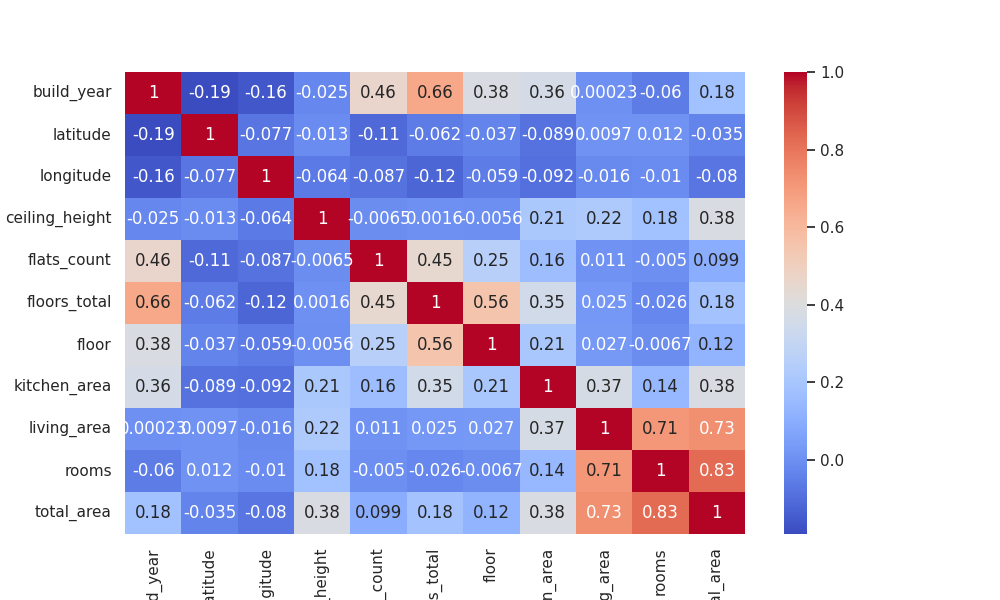 build_year 1 -0.19 -0.16 -0.025 0.46 0.66 0.38 0.36 0.00023 -0.06 0.18
latitude -0.19 1 -0.077 -0.013 -0.11 -0.062 -0.037 -0.089 0.0097 0.012 -0.035
longitude -0.16 -0.077 1 -0.064 -0.087 -0.12 -0.059 -0.092 -0.016 -0.01 -0.08
ceiling_height -0.025 -0.013 -0.064 1 -0.0065 0.0016 -0.0056 0.21 0.22 0.18 0.38
flats_count 0.46 -0.11 -0.087 -0.0065 1 0.45 0.25 0.16 0.011 -0.005 0.099
floors_total 0.66 -0.062 -0.12 0.0016 0.45 1 0.56 0.35 0.025 -0.026 0.18
floor 0.38 -0.037 -0.059 -0.0056 0.25 0.56 1 0.21 0.027 -0.0067 0.12
kitchen_area 0.36 -0.089 -0.092 0.21 0.16 0.35 0.21 1 0.37 0.14 0.38
living_area 0.00023 0.0097 -0.016 0.22 0.011 0.025 0.027 0.37 1 0.71 0.73
rooms -0.06 0.012 -0.01 0.18 -0.005 -0.026 -0.0067 0.14 0.71 1 0.83
total_area 0.18 -0.035 -0.08 0.38 0.099 0.18 0.12 0.38 0.73 0.83 1
d_year
atitude
gitude
_height
_count
s_total
floor
n_area
g_area
rooms
al_area
1.0
0.8
0.6
0.4
0.2
0.0